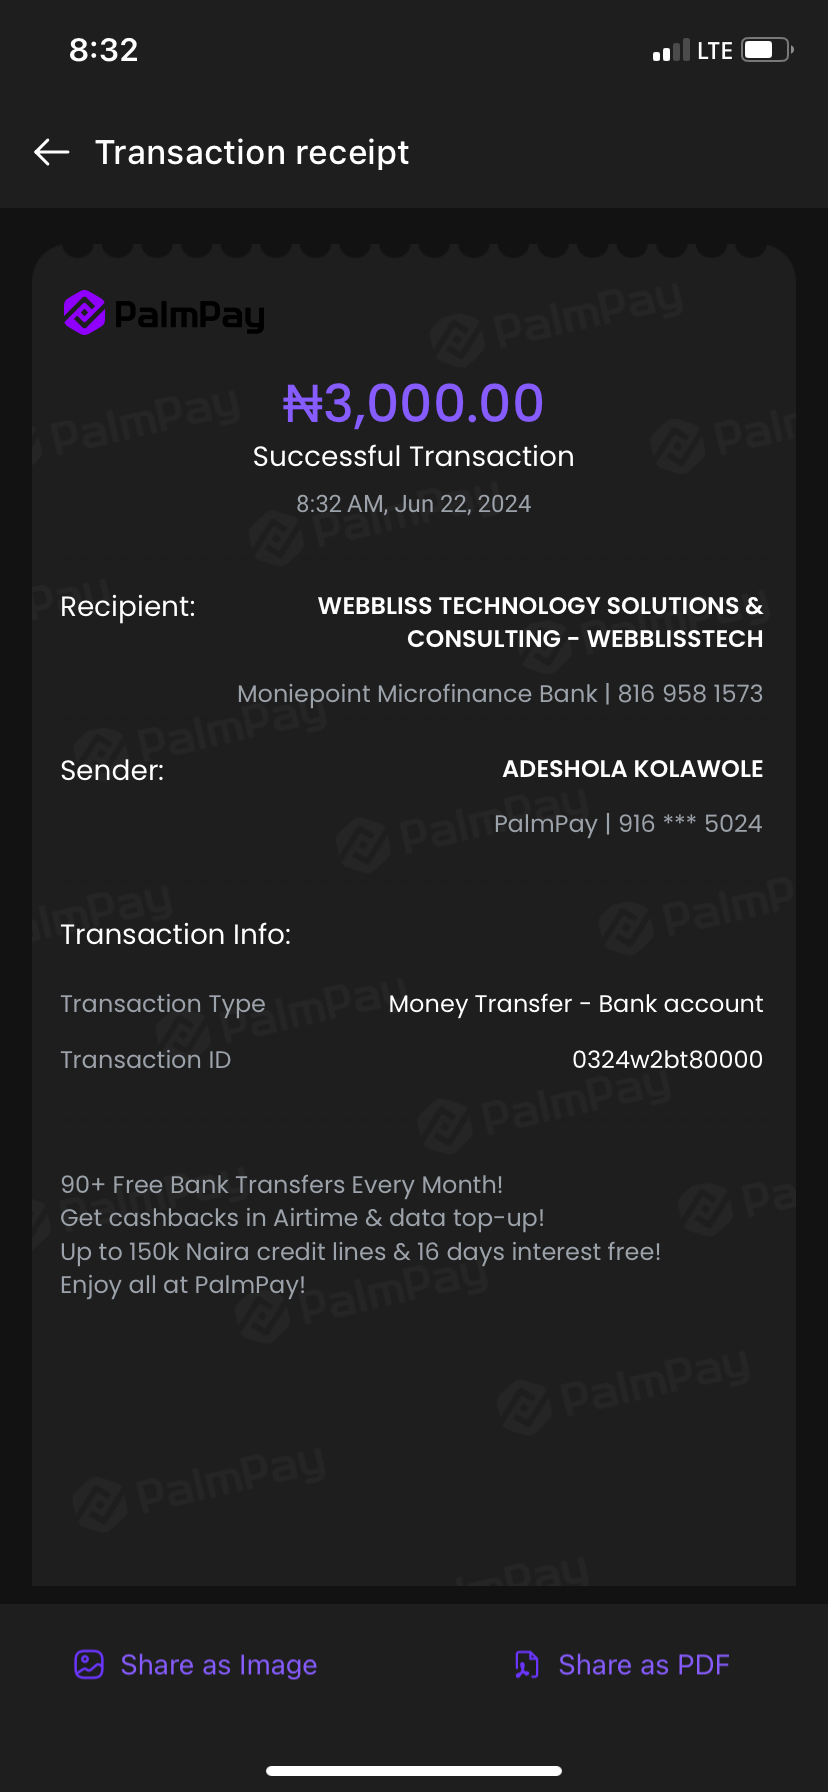 8:32
LTE
Transaction receipt
PalmPay
₦3,000.00
Successful Transaction
8:32 AM, Jun 22, 2024
Recipient:
WEBBLISS TECHNOLOGY SOLUTIONS &
CONSULTING - WEBBLISSTECH
Moniepoint Microfinance Bank | 816 958 1573
Sender:
ADESHOLA KOLAWOLE
PalmPay | 916 *** 5024
Transaction Info:
Transaction Type
Money Transfer - Bank account
Transaction ID
0324w2bt80000
90+ Free Bank Transfers Every Month!
Get cashbacks in Airtime & data top-up!
Up to 150k Naira credit lines & 16 days interest free!
Enjoy all at PalmPay!
Share as Image
Share as PDF